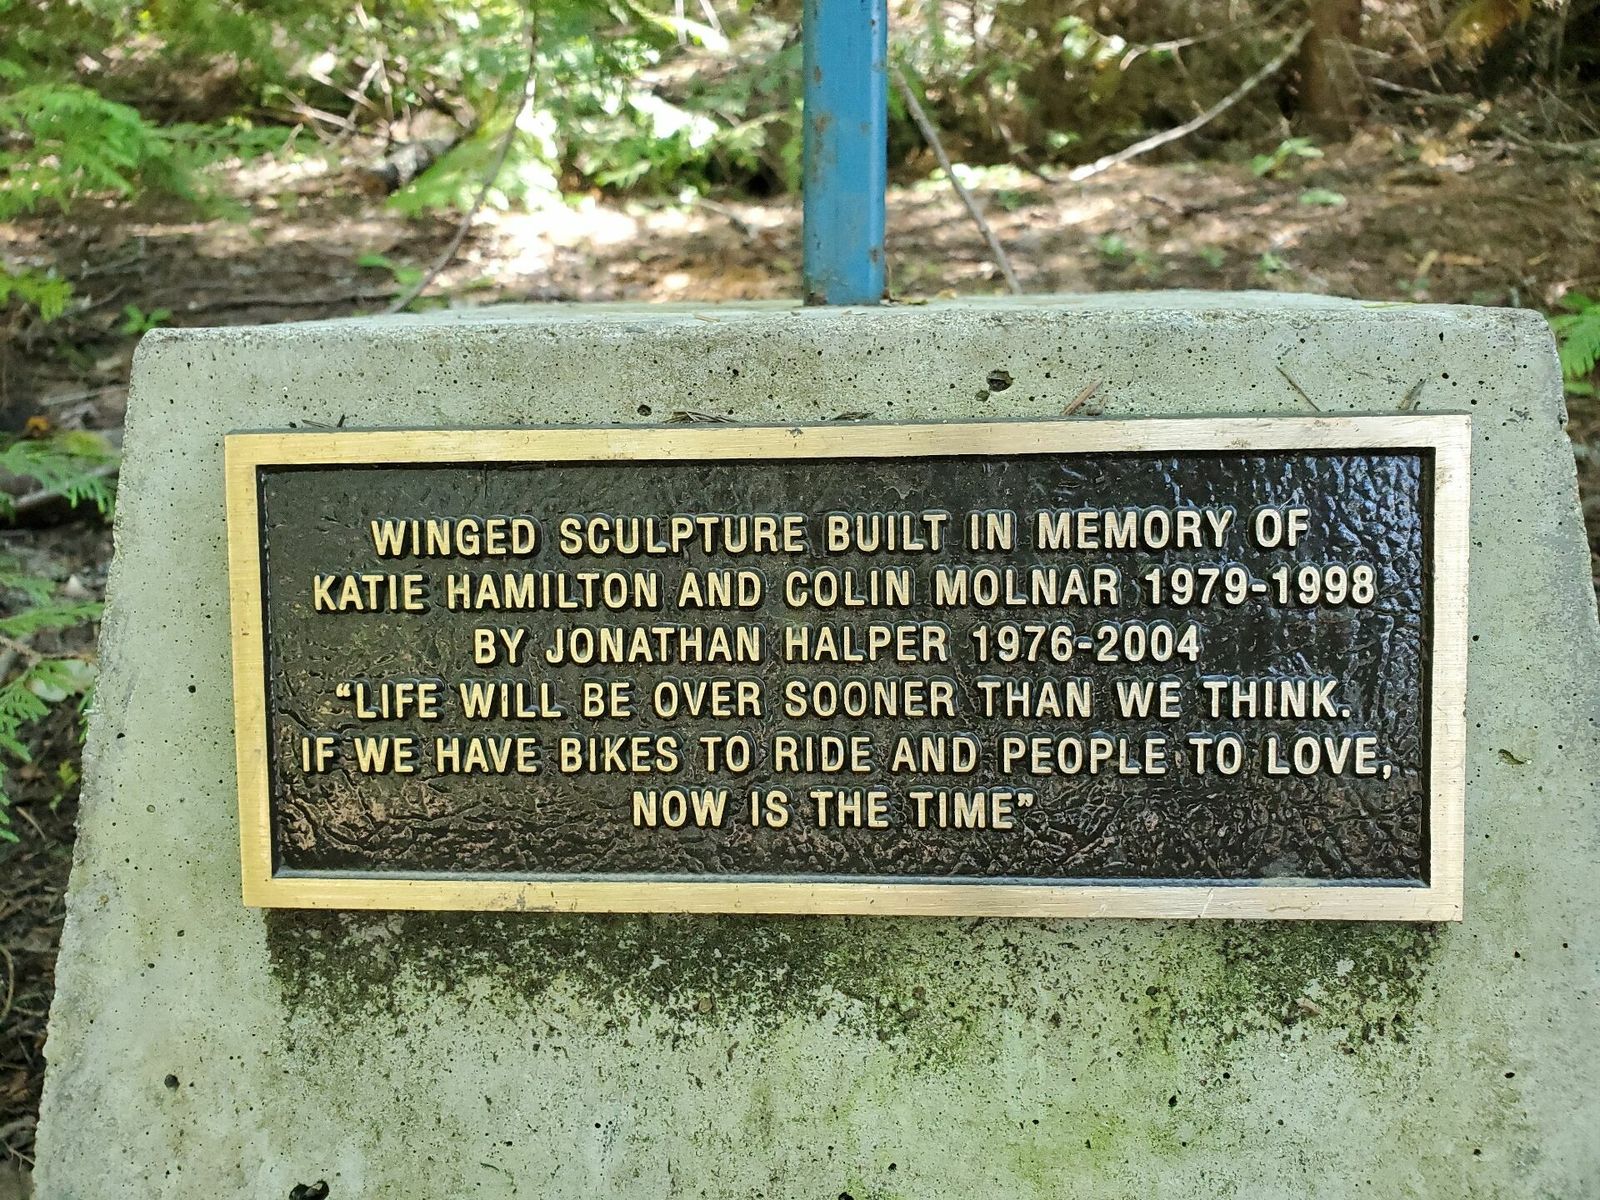 WINGED SCULPTURE BUILT IN MEMORY OF
KATIE HAMILTON AND COLIN MOLNAR 1979-1998
BY JONATHAN HALPER 1976-2004
“LIFE WILL BE OVER SOONER THAN WE THINK.
IF WE HAVE BIKES TO RIDE AND PEOPLE TO LOVE,
NOW IS THE TIME”